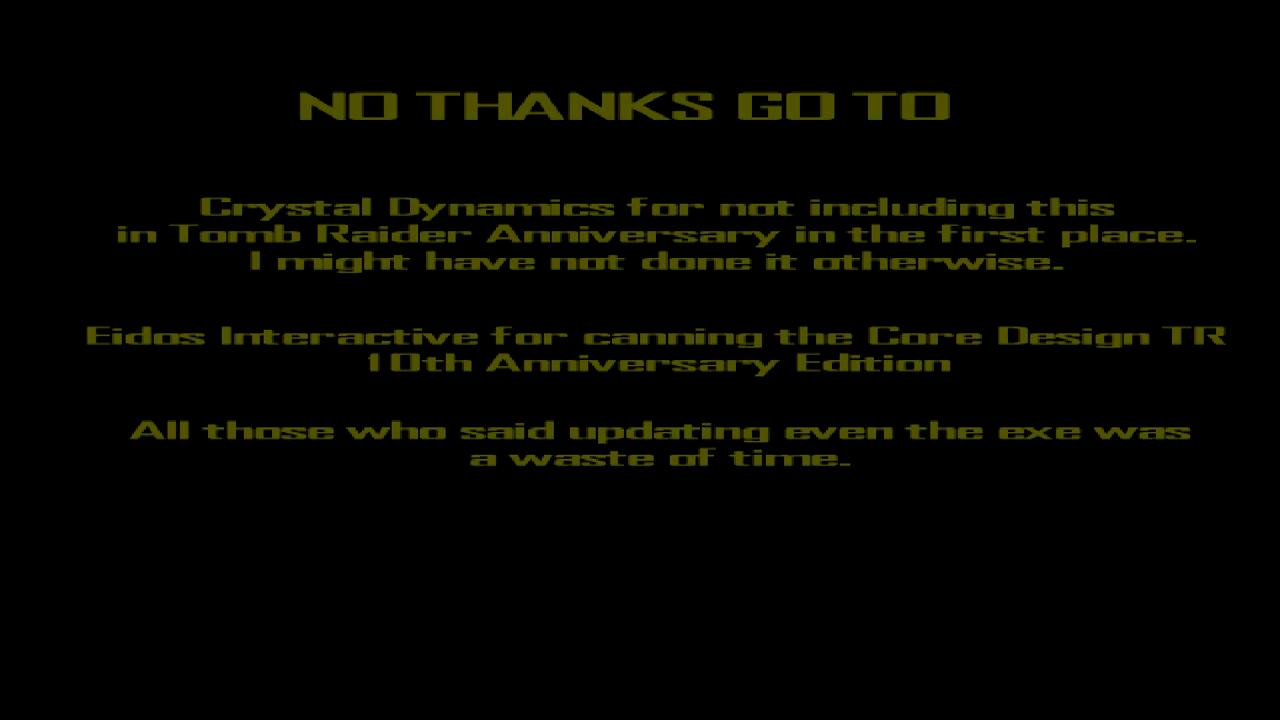 NO THANKS GO TO
Crystal Dynamics for not including this
in Tomb Raider Anniversary in the first place.
I might have not done it otherwise.
Eidos Interactive for canning the Core Design TR
10th Anniversary Edition
All those who said updating even the exe was
a waste of time.